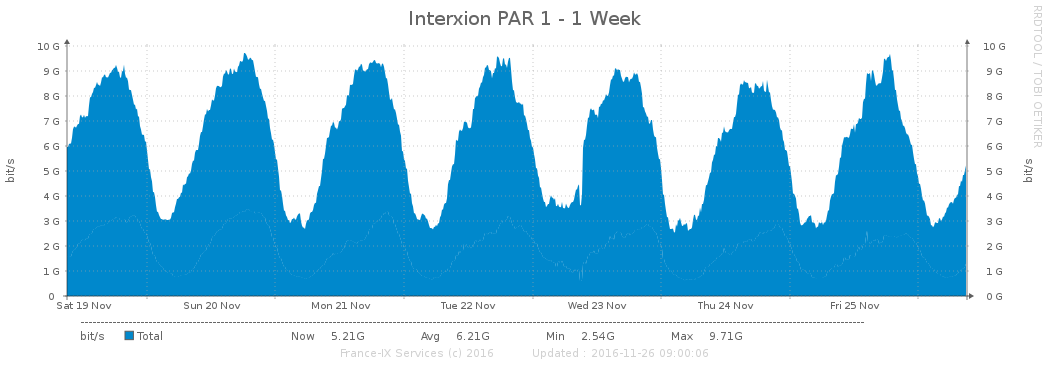 Interxion PAR 1 - 1 Week
RRDTOOL / TOBI OETIKER
10 G 10 G
9 G 9 G
8 G 8 G
7 G 7 G
6 G 6 G
5 G 5 G
4 G 4 G
3 G 3 G
2 G 2 G
1 G 1 G
0 0 G
bit/s
bit/s
Sat 19 Nov Sun 20 Nov Mon 21 Nov Tue 22 Nov Wed 23 Nov Thu 24 Nov Fri 25 Nov
bit/s Total Now 5.21G Avg 6.21G Min 2.54G Max 9.71G
France-IX Services (c) 2016 Updated : 2016-11-26 09:00:06